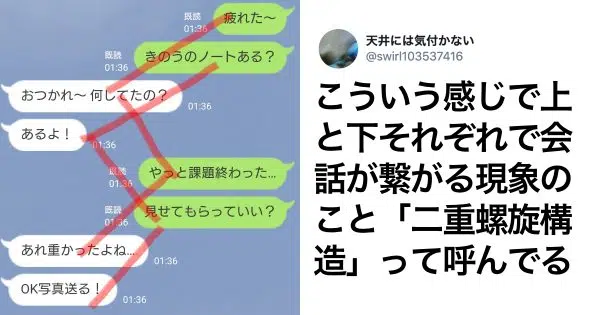 既読
01:36
疲れた〜
既読
01:36
きのうのノートある？
おつかれ〜 何してたの？
01:36
あるよ！
01:36
既読
01:36
やっと課題終わった...
既読
01:36
見せてもらっていい？
あれ重かったよね...
01:36
OK写真送る！
01:36
天井には気付かない
@swirl103537416
こういう感じで上
と下それぞれで会
話が繋がる現象の
こと「二重螺旋構
造」って呼んでる